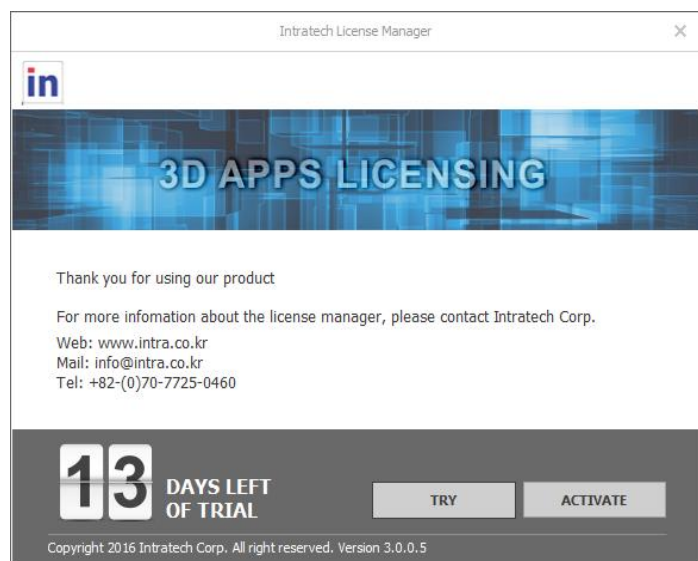 Intratech License Manager
in
3D APPS LICENSING
Thank you for using our product
For more infomation about the license manager, please contact Intratech Corp.
Web: www.intra.co.kr
Mail: info@intra.co.kr
Tel: +82-(0)70-7725-0460
13 DAYS LEFT
OF TRIAL
TRY
ACTIVATE
Copyright 2016 Intratech Corp. All right reserved. Version 3.0.0.5